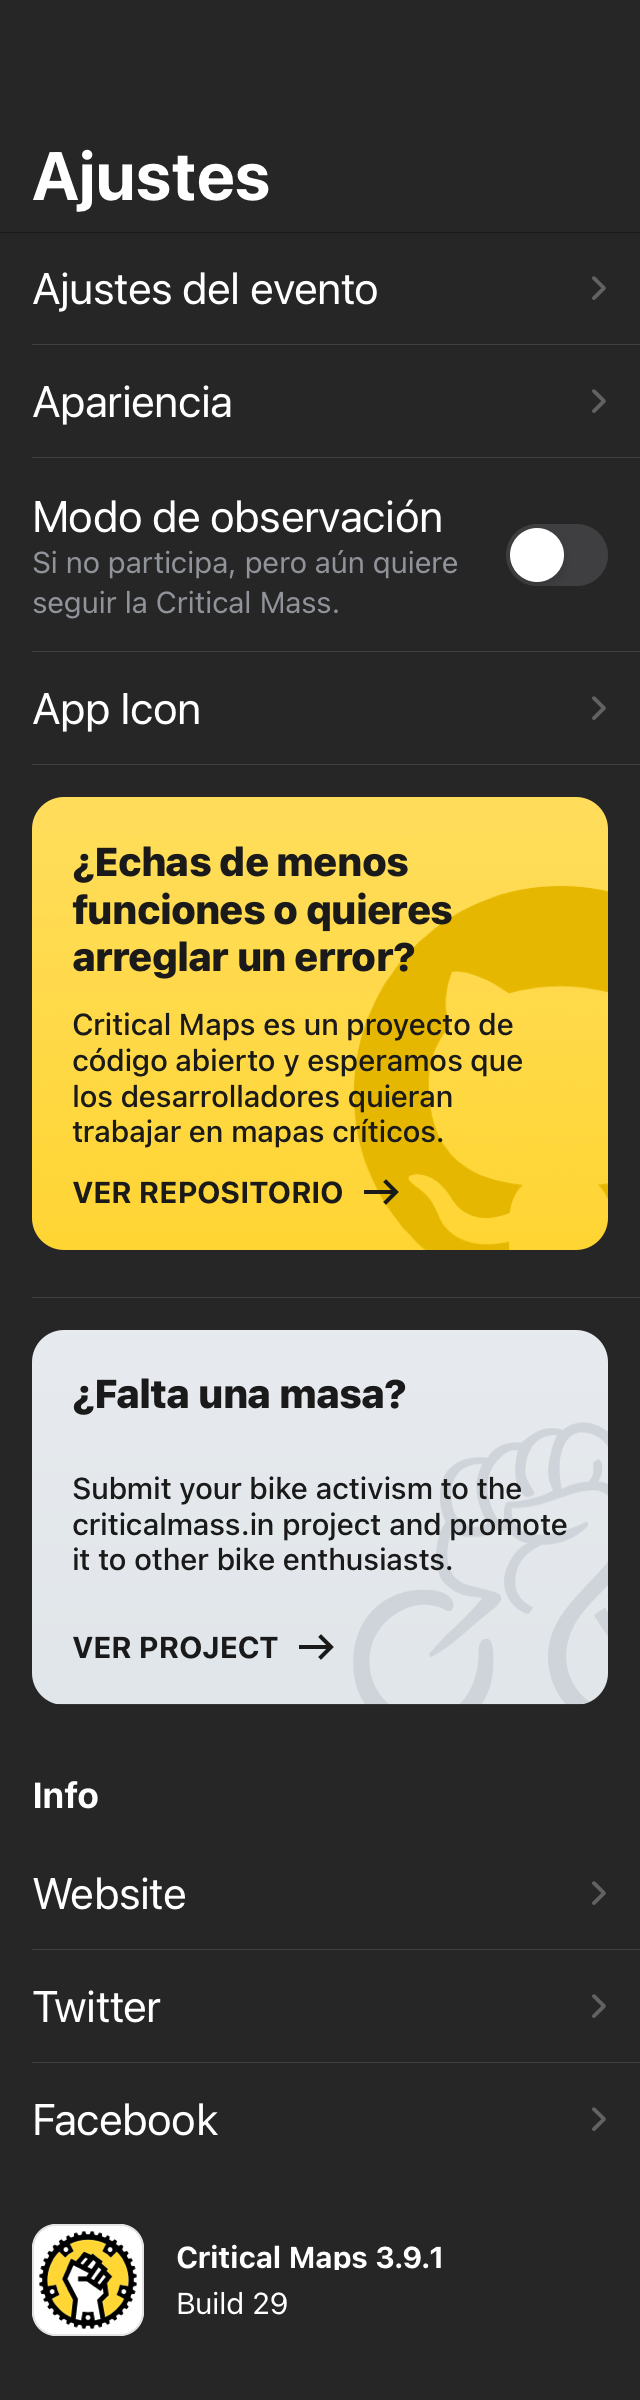 Ajustes
Ajustes del evento
Apariencia
Modo de observación
Si no participa, pero aún quiere
seguir la Critical Mass.
App Icon
¿Echas de menos
funciones o quieres
arreglar un error?
Critical Maps es un proyecto de
código abierto y esperamos que
los desarrolladores quieran
trabajar en mapas críticos.
VER REPOSITORIO
¿Falta una masa?
Submit your bike activism to the
criticalmass.in project and promote
it to other bike enthusiasts.
VER PROJECT
Info
Website
Twitter
Facebook
Critical Maps 3.9.1
Build 29